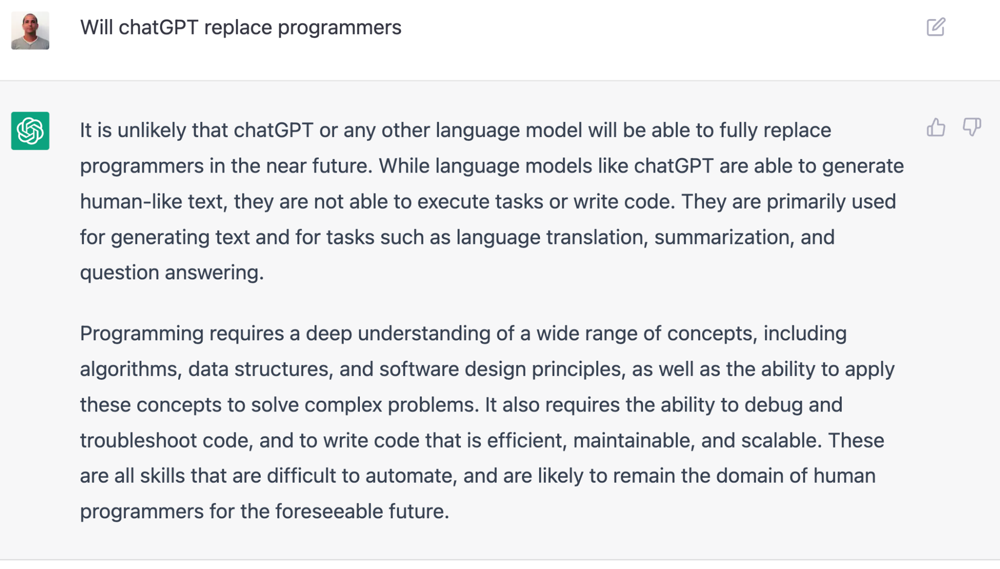 Will chatGPT replace programmers
It is unlikely that chatGPT or any other language model will be able to fully replace
programmers in the near future. While language models like chatGPT are able to generate
human-like text, they are not able to execute tasks or write code. They are primarily used
for generating text and for tasks such as language translation, summarization, and
question answering.
Programming requires a deep understanding of a wide range of concepts, including
algorithms, data structures, and software design principles, as well as the ability to apply
these concepts to solve complex problems. It also requires the ability to debug and
troubleshoot code, and to write code that is efficient, maintainable, and scalable. These
are all skills that are difficult to automate, and are likely to remain the domain of human
programmers for the foreseeable future.